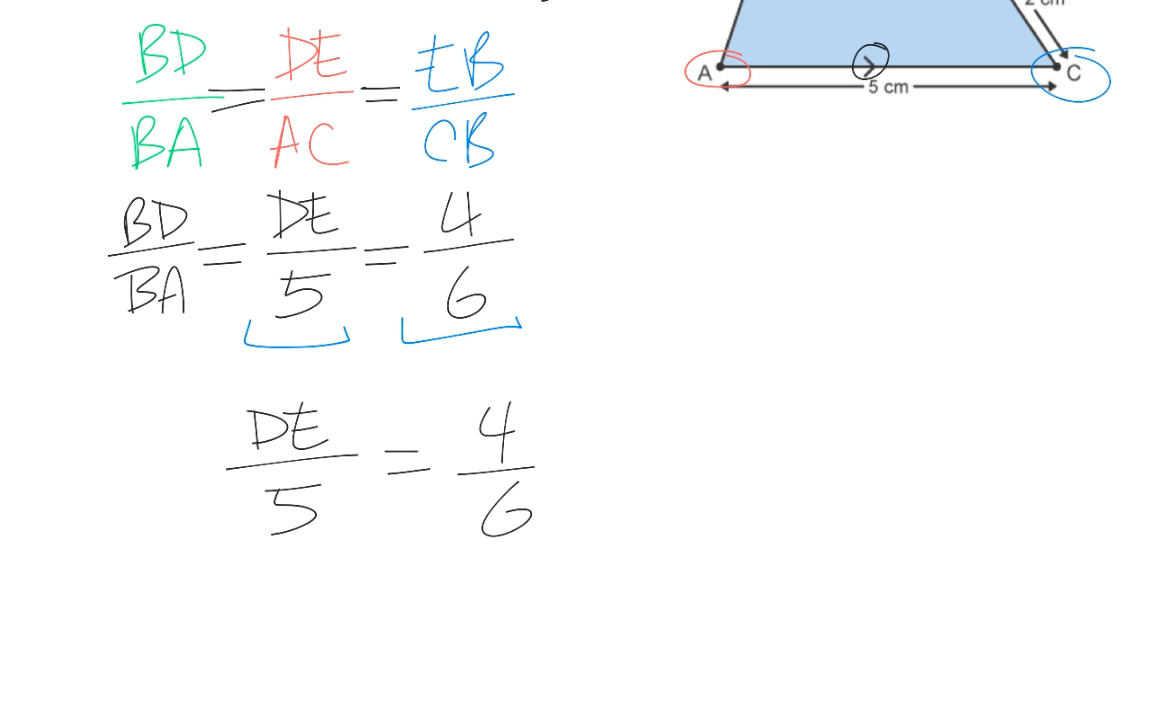 2 cm
BD/BA = DE/AC = EB/CB
A
C
5 cm
BD/BA = DE/5 = 4/6
DE/5 = 4/6